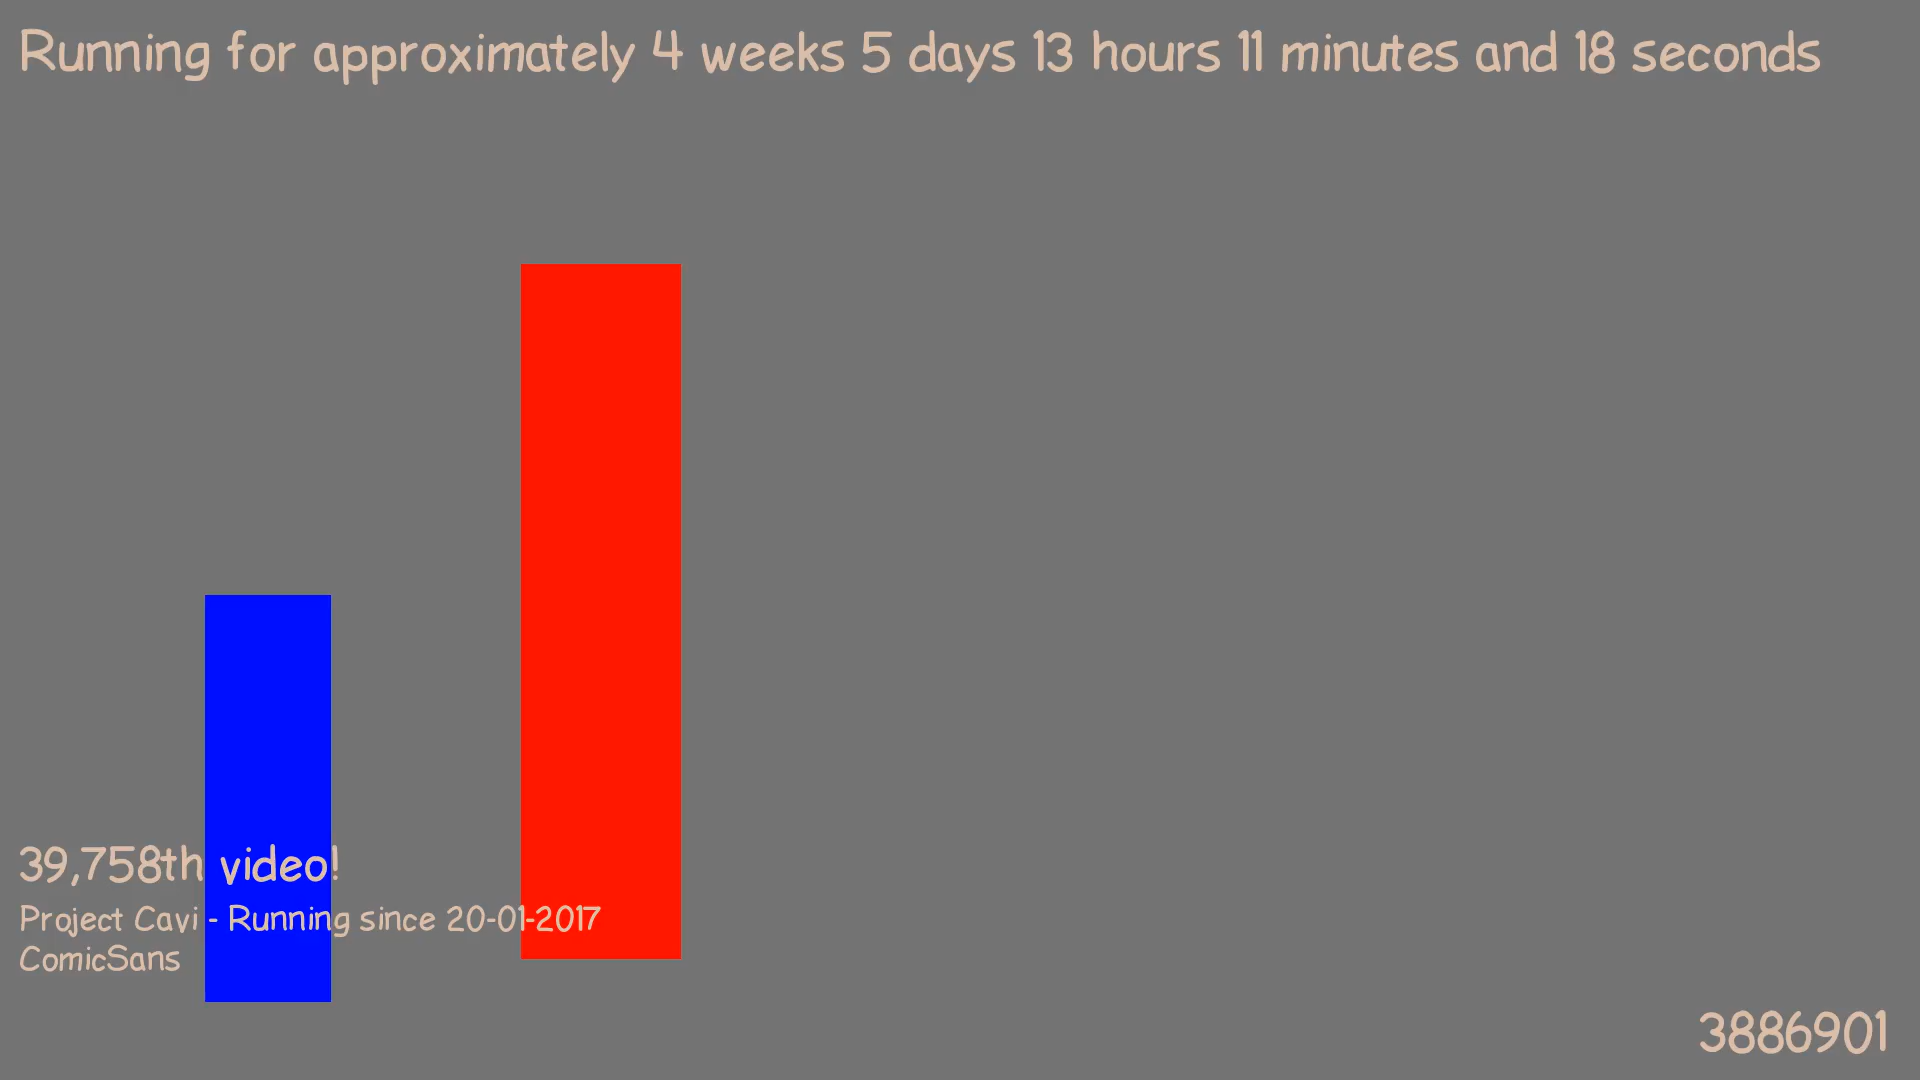 Running for approximately 4 weeks 5 days 13 hours 11 minutes and 18 seconds
39,758th video!
Project Cavi - Running since 20-01-2017
ComicSans
3886901